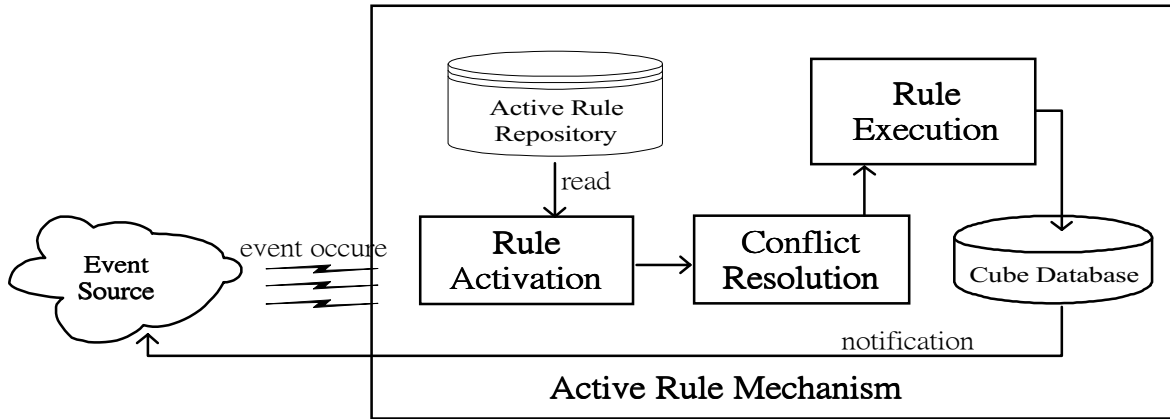 Active Rule
Repository
Rule
Execution
read
event occure
Event
Source
Rule
Activation
Conflict
Resolution
Cube Database
notification
Active Rule Mechanism